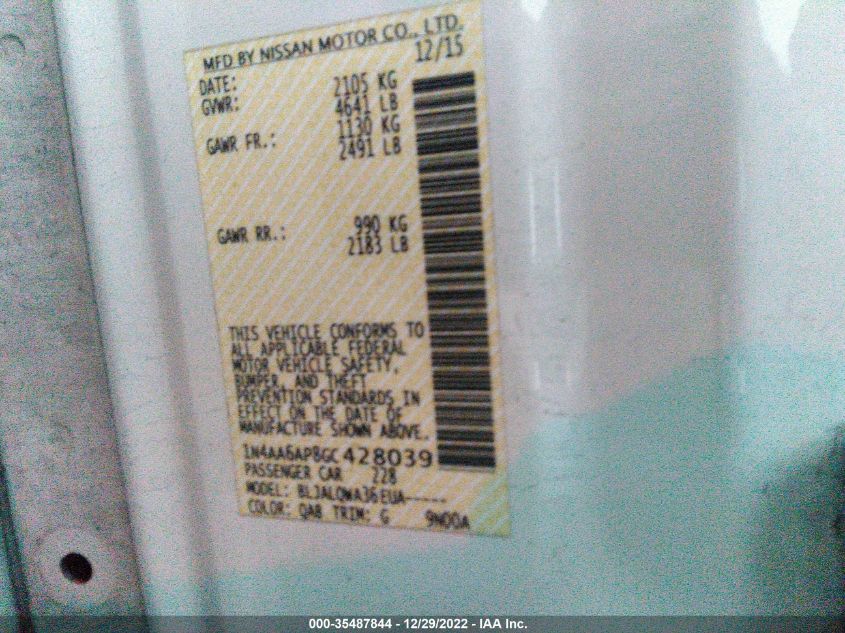 MFD BY NISSAN MOTOR CO., LTD.
DATE: 12/15
GVWR: 2105 KG
4641 LB
GAWR FR.: 1130 KG
2491 LB
GAWR RR.: 990 KG
2183 LB
THIS VEHICLE CONFORMS TO
ALL APPLICABLE FEDERAL
MOTOR VEHICLE SAFETY,
BUMPER, AND THEFT
PREVENTION STANDARDS IN
EFFECT ON THE DATE OF
MANUFACTURE SHOWN ABOVE.
1N4AA6AP8GC428039
PASSENGER CAR 228
MODEL: BLJALQWA36EUA-----
COLOR: QAB TRIM: G 9N00A
000-35487844 - 12/29/2022 - IAA Inc.